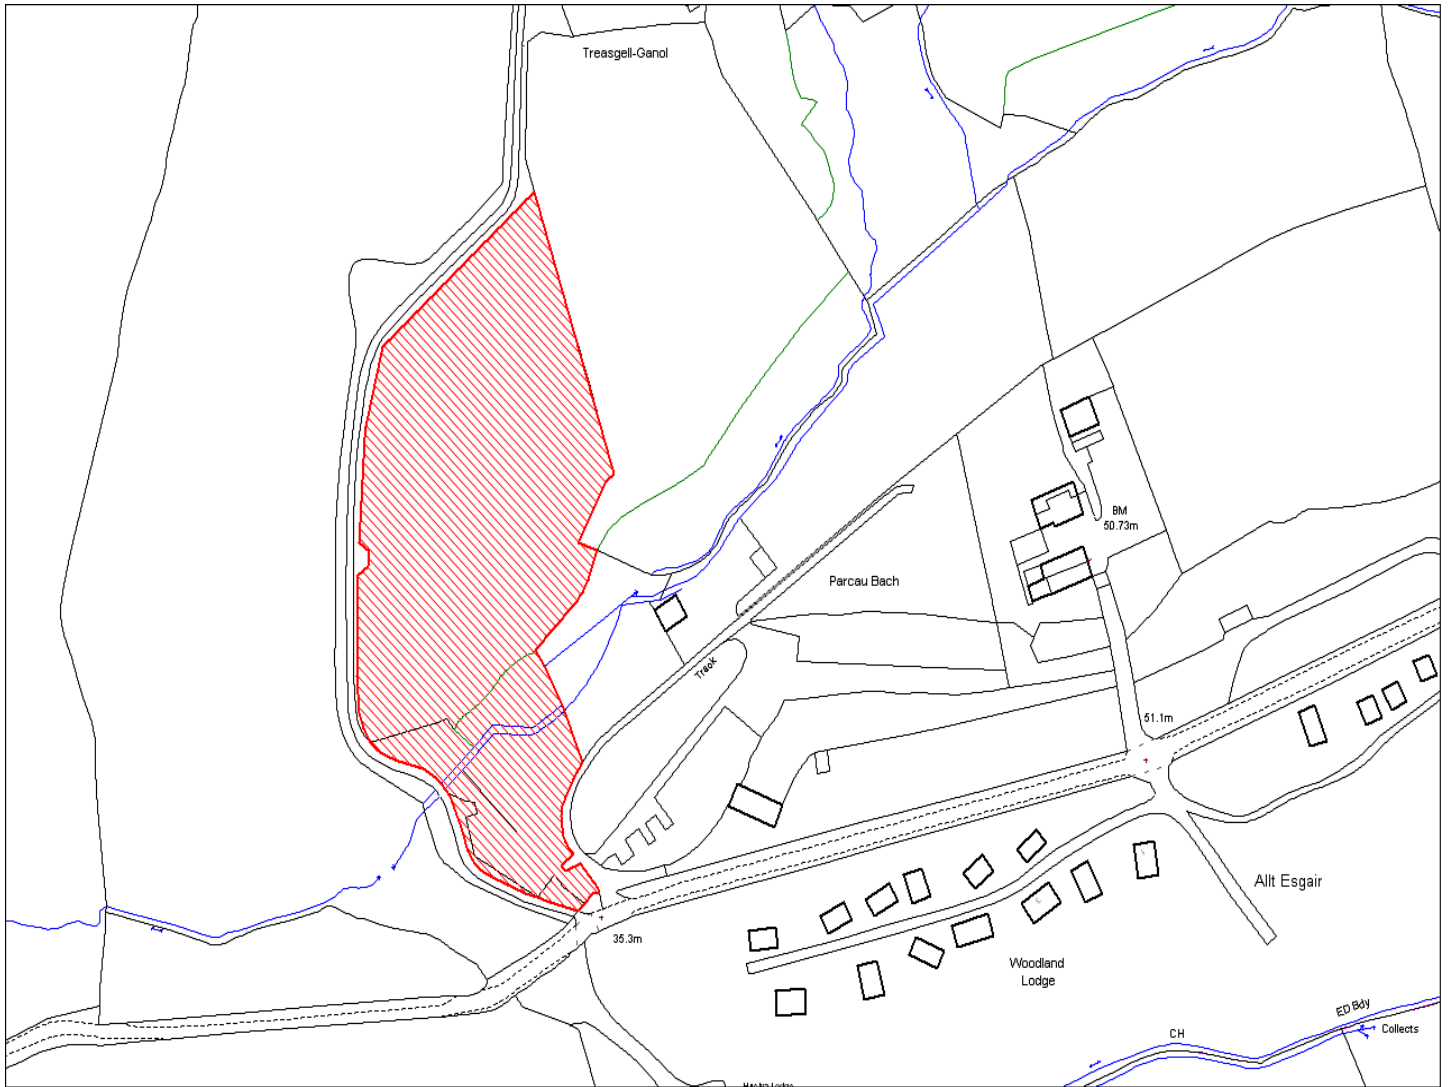 Treasgell-Ganol
BM
50.73m
Parcau Bach
Track
51.1m
Allt Esgair
35.3m
Woodland
Lodge
ED Bdy
Collects
CH